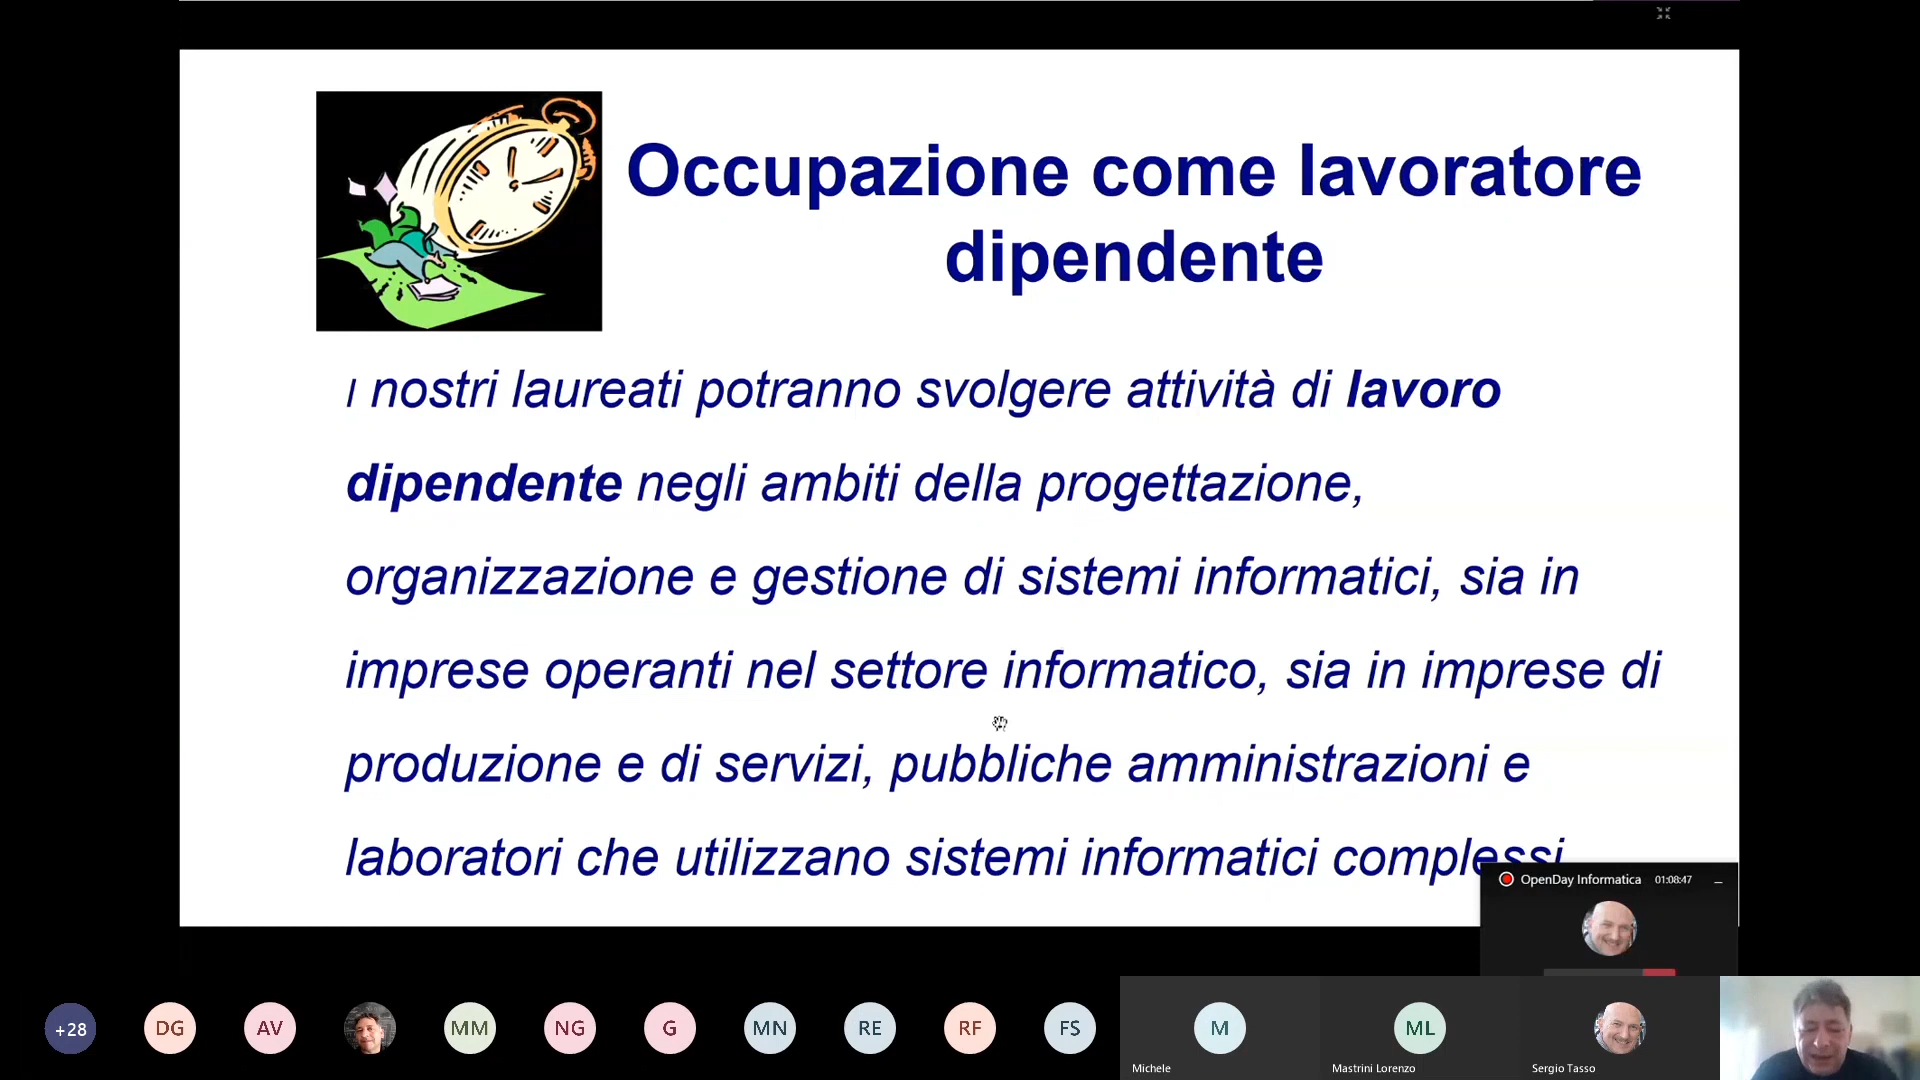 Occupazione come lavoratore
dipendente
I nostri laureati potranno svolgere attività di lavoro
dipendente negli ambiti della progettazione,
organizzazione e gestione di sistemi informatici, sia in
imprese operanti nel settore informatico, sia in imprese di
produzione e di servizi, pubbliche amministrazioni e
laboratori che utilizzano sistemi informatici complessi
OpenDay Informatica 01:08:47
+28 DG AV MM NG G MN RE RF FS M ML
Michele Mastrini Lorenzo Sergio Tasso